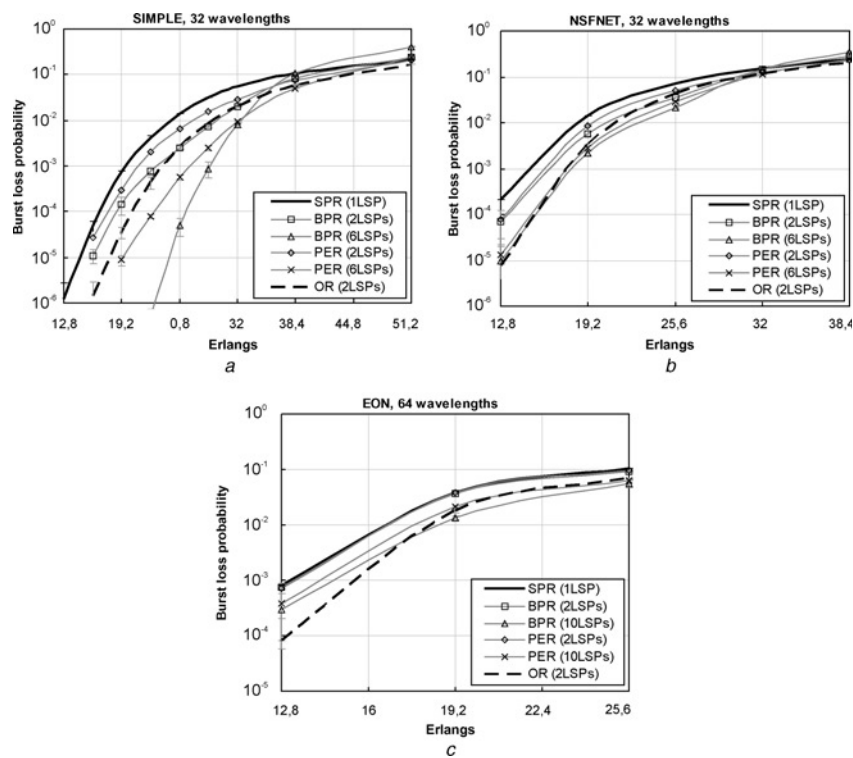 SIMPLE, 32 wavelengths
10^0
10^-1
10^-2
10^-3
10^-4
10^-5
10^-6
Burst loss probability
SPR (1LSP)
BPR (2LSPs)
BPR (6LSPs)
PER (2LSPs)
PER (6LSPs)
OR (2LSPs)
12,8 19,2 0,8 32 38,4 44,8 51,2
Erlangs
a
NSFNET, 32 wavelengths
10^0
10^-1
10^-2
10^-3
10^-4
10^-5
10^-6
Burst loss probability
SPR (1LSP)
BPR (2LSPs)
BPR (6LSPs)
PER (2LSPs)
PER (6LSPs)
OR (2LSPs)
12,8 19,2 25,6 32 38,4
Erlangs
b
EON, 64 wavelengths
10^0
10^-1
10^-2
10^-3
10^-4
10^-5
Burst loss probability
SPR (1LSP)
BPR (2LSPs)
BPR (10LSPs)
PER (2LSPs)
PER (10LSPs)
OR (2LSPs)
12,8 16 19,2 22,4 25,6
Erlangs
c